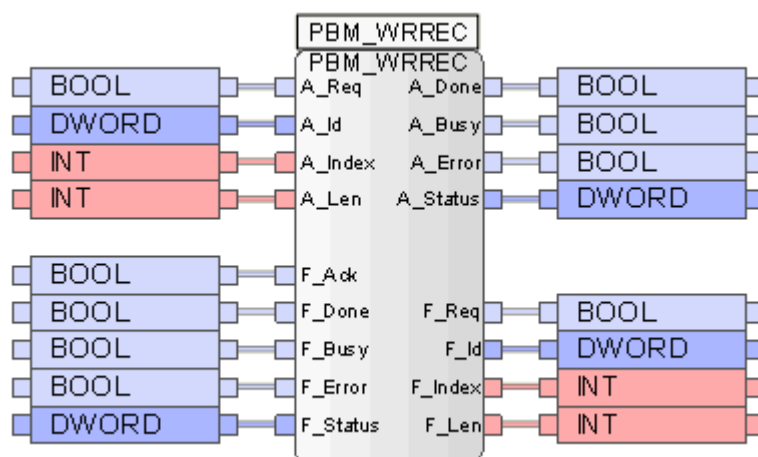 PBM_WRREC
PBM_WRREC
BOOL A_Req A_Done BOOL
DWORD A_Id A_Busy BOOL
INT A_Index A_Error BOOL
INT A_Len A_Status DWORD
BOOL F_Ack
BOOL F_Done F_Req BOOL
BOOL F_Busy F_Id DWORD
BOOL F_Error F_Index INT
DWORD F_Status F_Len INT